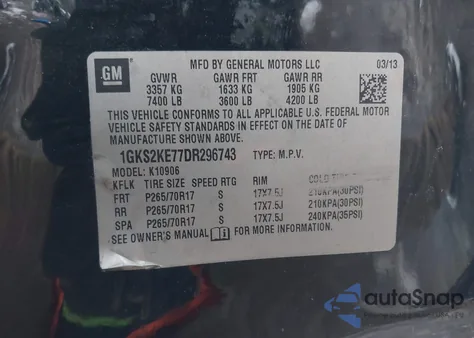 GM MFD BY GENERAL MOTORS LLC 03/13
GVWR GAWR FRT GAWR RR
3357 KG 1633 KG 1905 KG
7400 LB 3600 LB 4200 LB
THIS VEHICLE CONFORMS TO ALL APPLICABLE U.S. FEDERAL MOTOR
VEHICLE SAFETY STANDARDS IN EFFECT ON THE DATE OF
MANUFACTURE SHOWN ABOVE.
1GKS2KE77DR296743 TYPE: M.P.V.
MODEL: K10906
KFLK TIRE SIZE SPEED RTG RIM COLD
FRT P265/70R17 S 17X7.5J 210KPA(30PSI)
RR P265/70R17 S 17X7.5J 210KPA(30PSI)
SPA P265/70R17 S 17X7.5J 240KPA(35PSI)
SEE OWNER'S MANUAL FOR MORE INFORMATION.
autoSnap